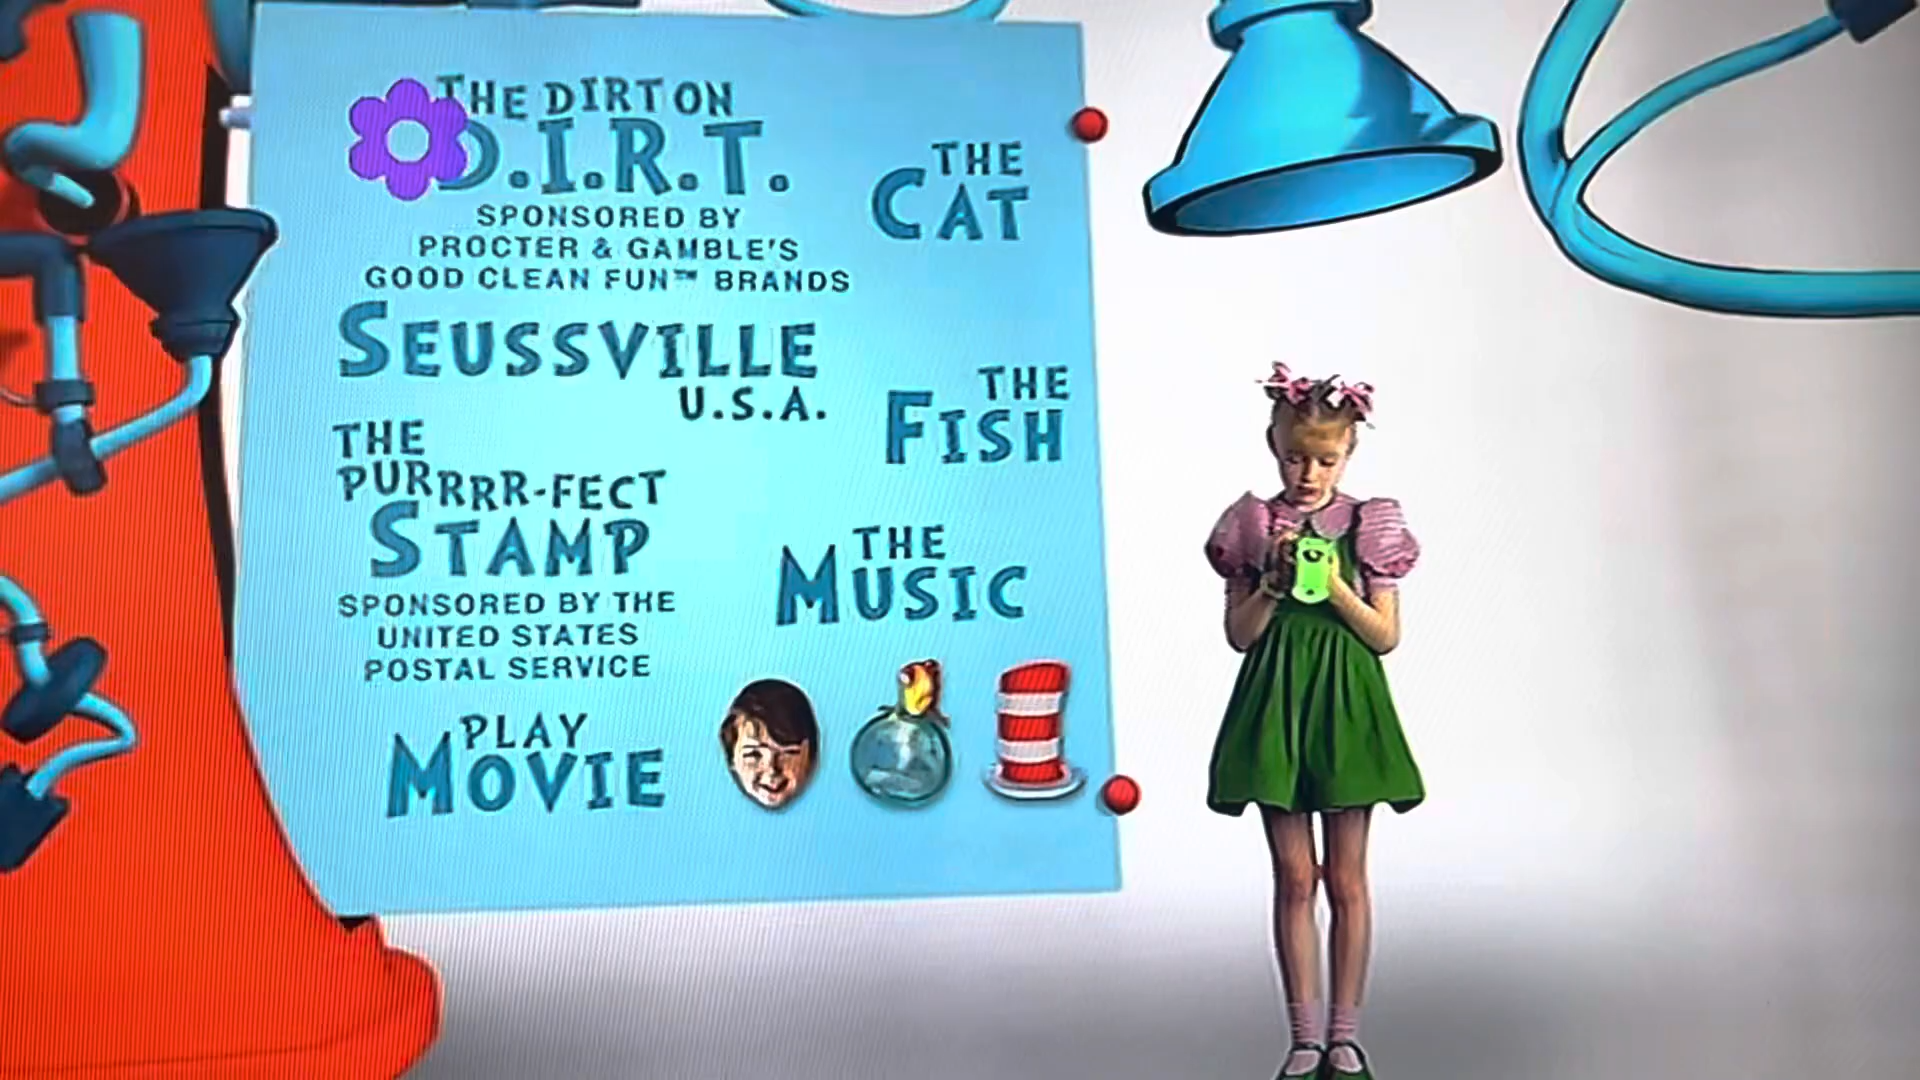 THE DIRT ON
D.I.R.T.
SPONSORED BY
PROCTER & GAMBLE'S
GOOD CLEAN FUN™ BRANDS
THE
CAT
SEUSSVILLE
U.S.A.
THE
FISH
THE
PURRRR-FECT
STAMP
SPONSORED BY THE
UNITED STATES
POSTAL SERVICE
THE
MUSIC
PLAY
MOVIE